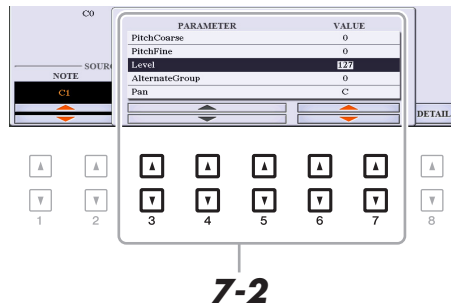 C0
PARAMETER VALUE
PitchCoarse 0
PitchFine 0
Level 127
AlternateGroup 0
Pan C
SOUR
NOTE
C1
DETAIL
1 2 3 4 5 6 7 8
7-2